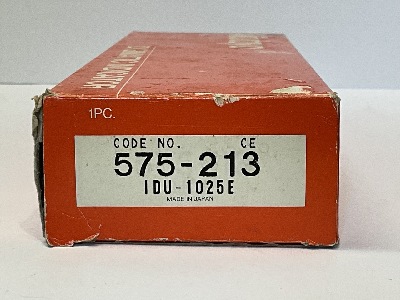 1PC.
CODE NO. CE
575-213
IDU-1025E
MADE IN JAPAN